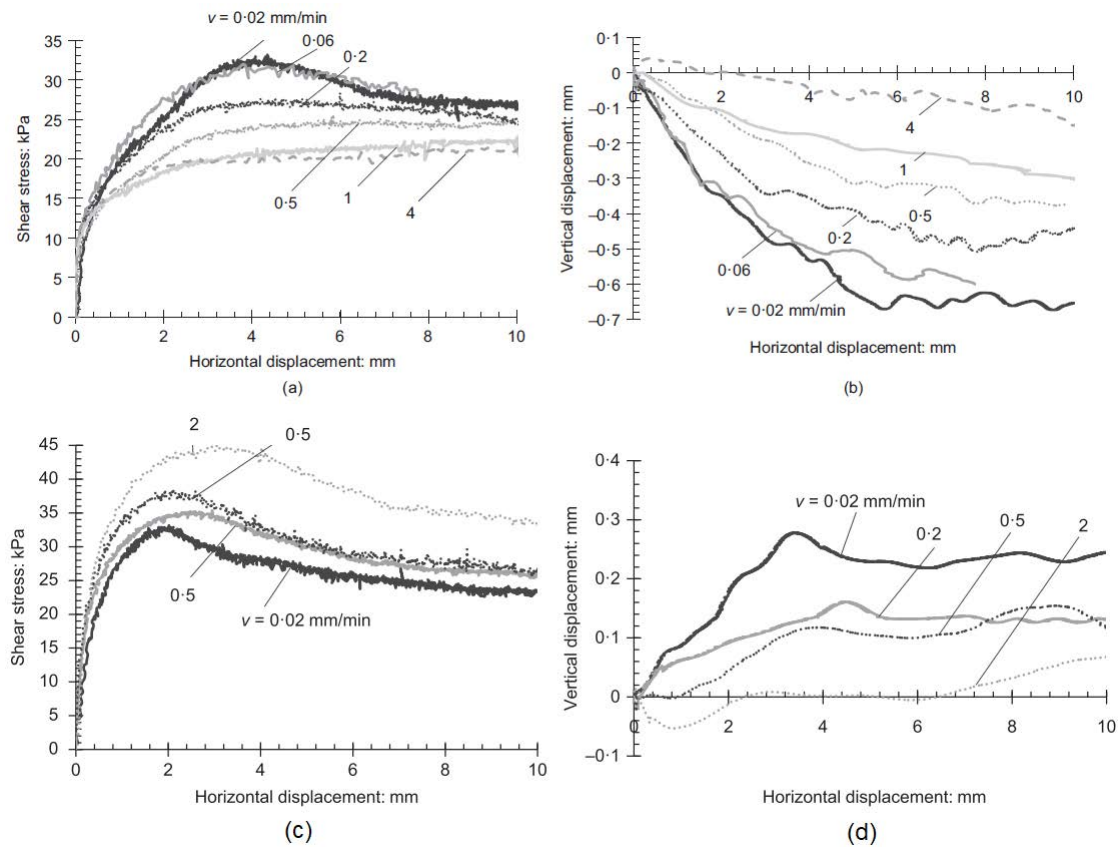 v = 0·02 mm/min
0·06
0·2
35
30
25
20
15
10
5
0
Shear stress: kPa
0·5
1
4
0 2 4 6 8 10
Horizontal displacement: mm
(a)
0·1
0
–0·1
–0·2
–0·3
–0·4
–0·5
–0·6
–0·7
Vertical displacement: mm
0 2 4 6 8 10
4
1
0·5
0·2
0·06
v = 0·02 mm/min
Horizontal displacement: mm
(b)
2
0·5
45
40
35
30
25
20
15
10
5
0
Shear stress: kPa
0·5
v = 0·02 mm/min
0 2 4 6 8 10
Horizontal displacement: mm
(c)
0·4
0·3
0·2
0·1
0
–0·1
Vertical displacement: mm
v = 0·02 mm/min
0·2
0·5
2
0 2 4 6 8 10
Horizontal displacement: mm
(d)